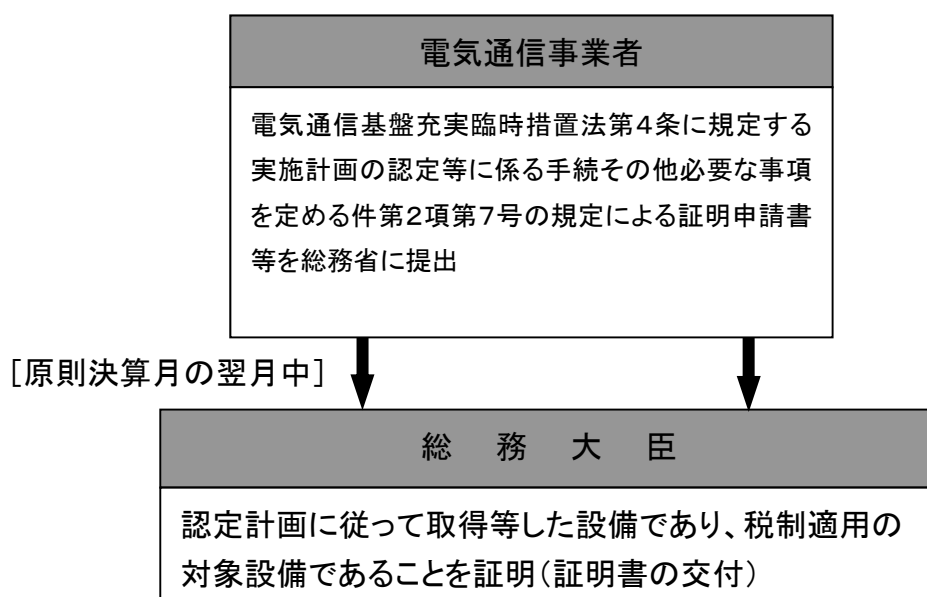 電気通信事業者
電気通信基盤充実臨時措置法第４条に規定する
実施計画の認定等に係る手続その他必要な事項
を定める件第２項第７号の規定による証明申請書
等を総務省に提出
［原則決算月の翌月中］
総　務　大　臣
認定計画に従って取得等した設備であり、税制適用の
対象設備であることを証明（証明書の交付）